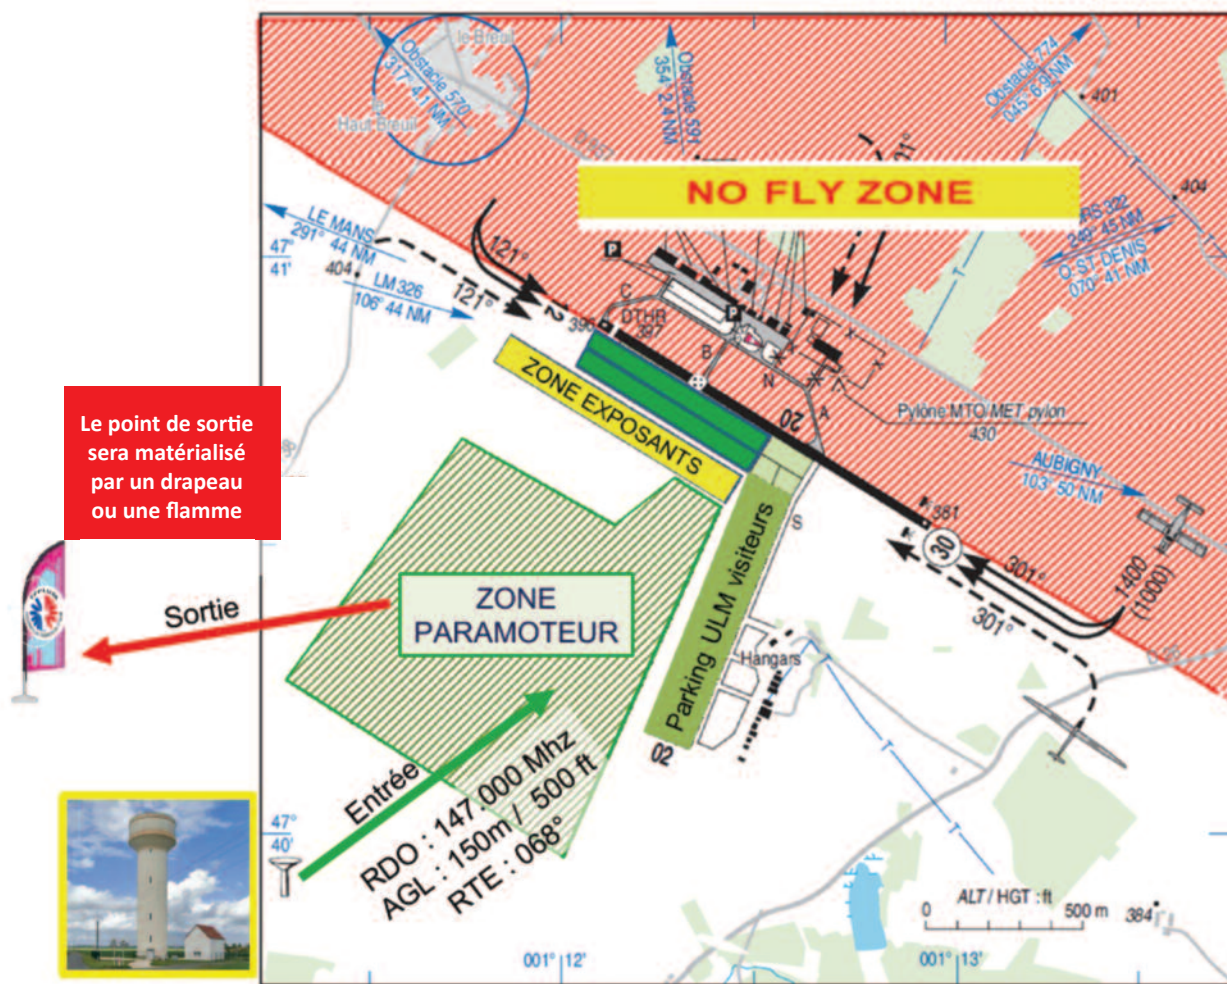 le Breuil
Haut Breuil
Obstacle 570
317° 4.1 NM
Obstacle 591
354° 2.4 NM
Obstacle 774
045° 6.9 NM
401
404
NO FLY ZONE
249° 45 NM
O ST DENIS
070° 41 NM
LE MANS
291° 44 NM
47°
41'
404
LM 326
106° 44 NM
121°
121°
12
P
C
DTHR
397
P
B
N
A
20
Pylône MTO/MET pylon
430
AUBIGNY
103° 50 NM
ZONE EXPOSANTS
Le point de sortie
sera matérialisé
par un drapeau
ou une flamme
Sortie
ZONE
PARAMOTEUR
Parking ULM visiteurs
S
02
Hangars
381
30
301°
301°
1400
(1000)
Entrée
RDO : 147.000 Mhz
AGL : 150m / 500 ft
RTE : 068°
47°
40'
T
T
T
T
T
ALT / HGT : ft
0
500 m
384
001° 12'
001° 13'